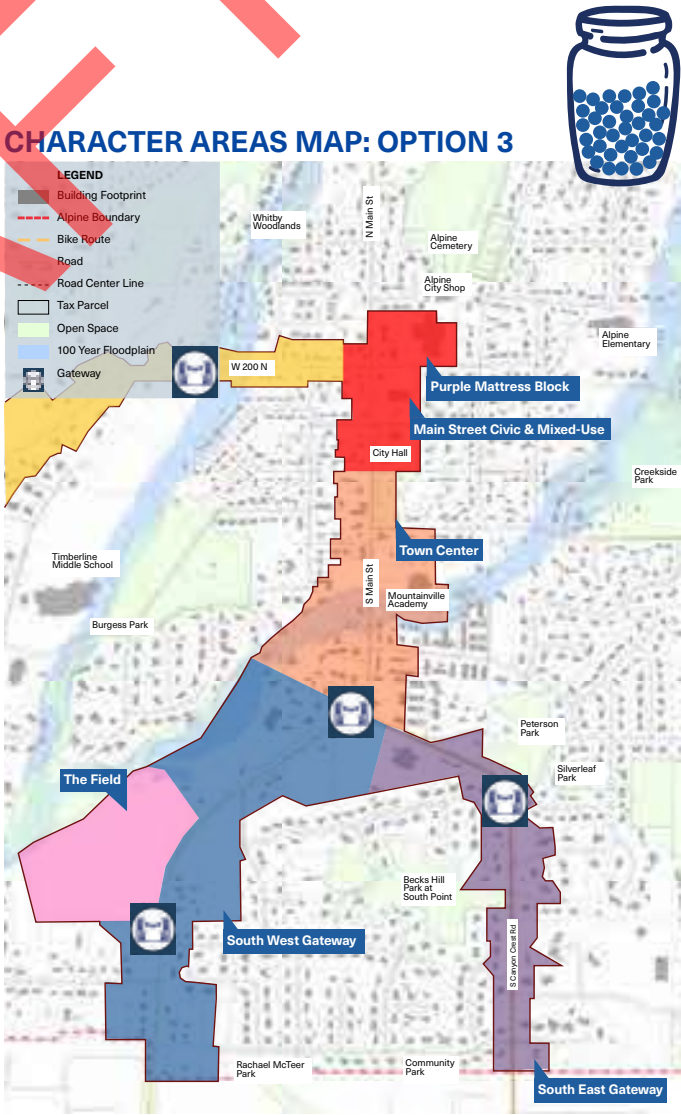 CHARACTER AREAS MAP: OPTION 3
LEGEND
Building Footprint
Alpine Boundary
Bike Route
Road
Road Center Line
Tax Parcel
Open Space
100 Year Floodplain
Gateway
Whitby
Woodlands
N Main St
Alpine
Cemetery
Alpine
City Shop
Alpine
Elementary
W 200 N
Purple Mattress Block
Main Street Civic & Mixed-Use
City Hall
Creekside
Park
Town Center
Timberline
Middle School
S Main St
Mountainville
Academy
Burgess Park
Peterson
Park
The Field
Silverleaf
Park
Becks Hill
Park at
South Point
South West Gateway
S Canyon Crest Rd
Rachael McTeer
Park
Community
Park
South East Gateway